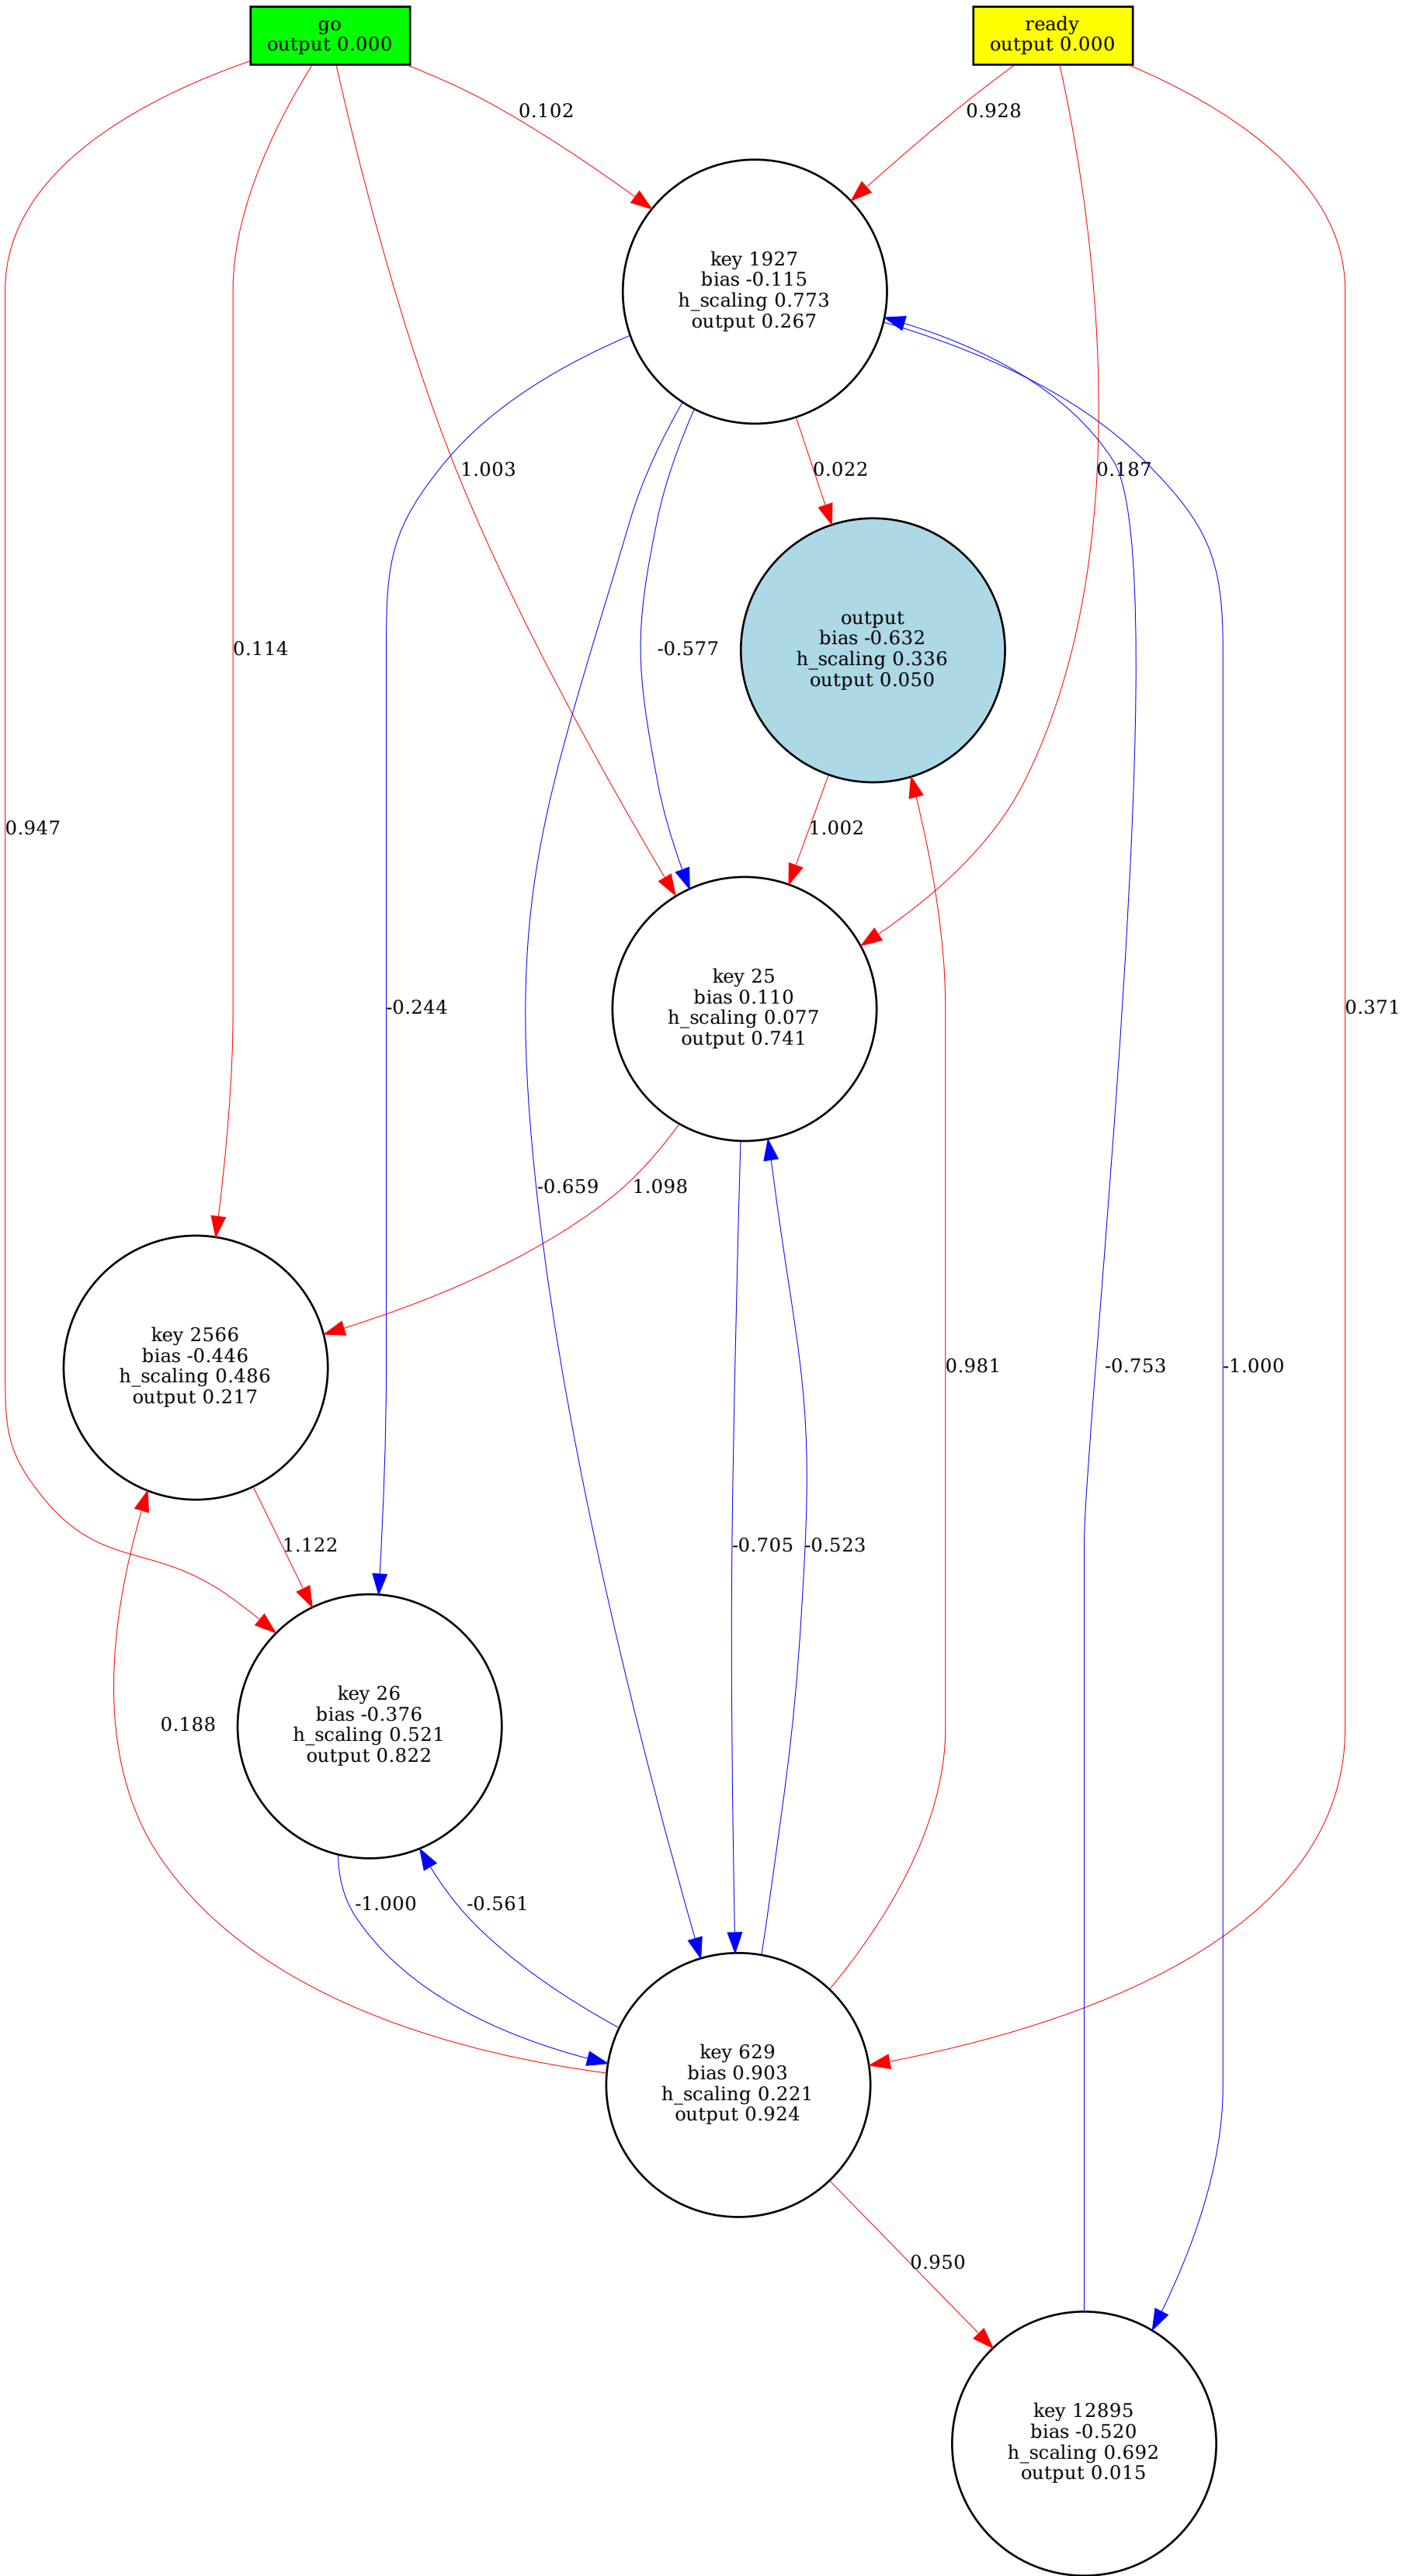 go
output 0.000
ready
output 0.000
0.102
0.928
key 1927
bias -0.115
h_scaling 0.773
output 0.267
1.003
0.022
0.187
output
bias -0.632
h_scaling 0.336
output 0.050
0.114
-0.577
0.947
1.002
key 25
bias 0.110
h_scaling 0.077
output 0.741
-0.244
0.371
-0.659
1.098
key 2566
bias -0.446
h_scaling 0.486
output 0.217
0.981
-0.753
-1.000
1.122
-0.705
-0.523
key 26
bias -0.376
h_scaling 0.521
output 0.822
0.188
-1.000
-0.561
key 629
bias 0.903
h_scaling 0.221
output 0.924
0.950
key 12895
bias -0.520
h_scaling 0.692
output 0.015